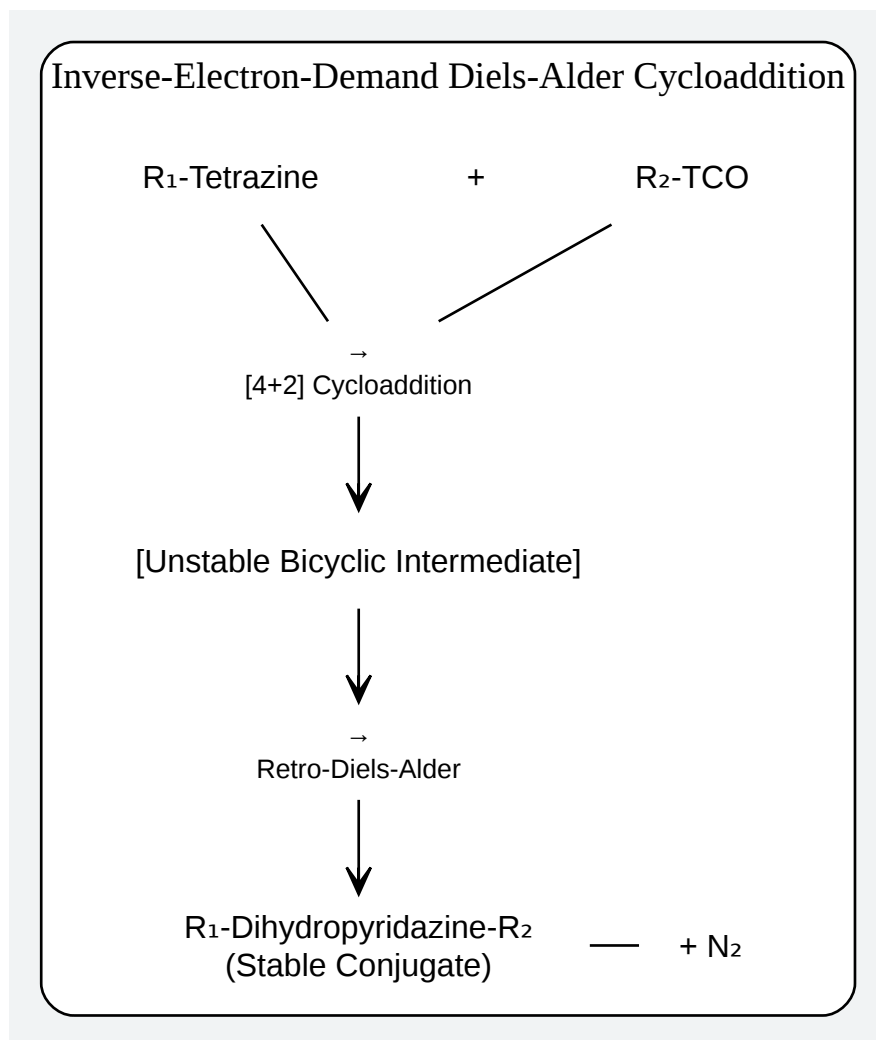 Inverse-Electron-Demand Diels-Alder Cycloaddition
R₁-Tetrazine + R₂-TCO
→
[4+2] Cycloaddition
[Unstable Bicyclic Intermediate]
→
Retro-Diels-Alder
R₁-Dihydropyridazine-R₂
(Stable Conjugate)
+ N₂